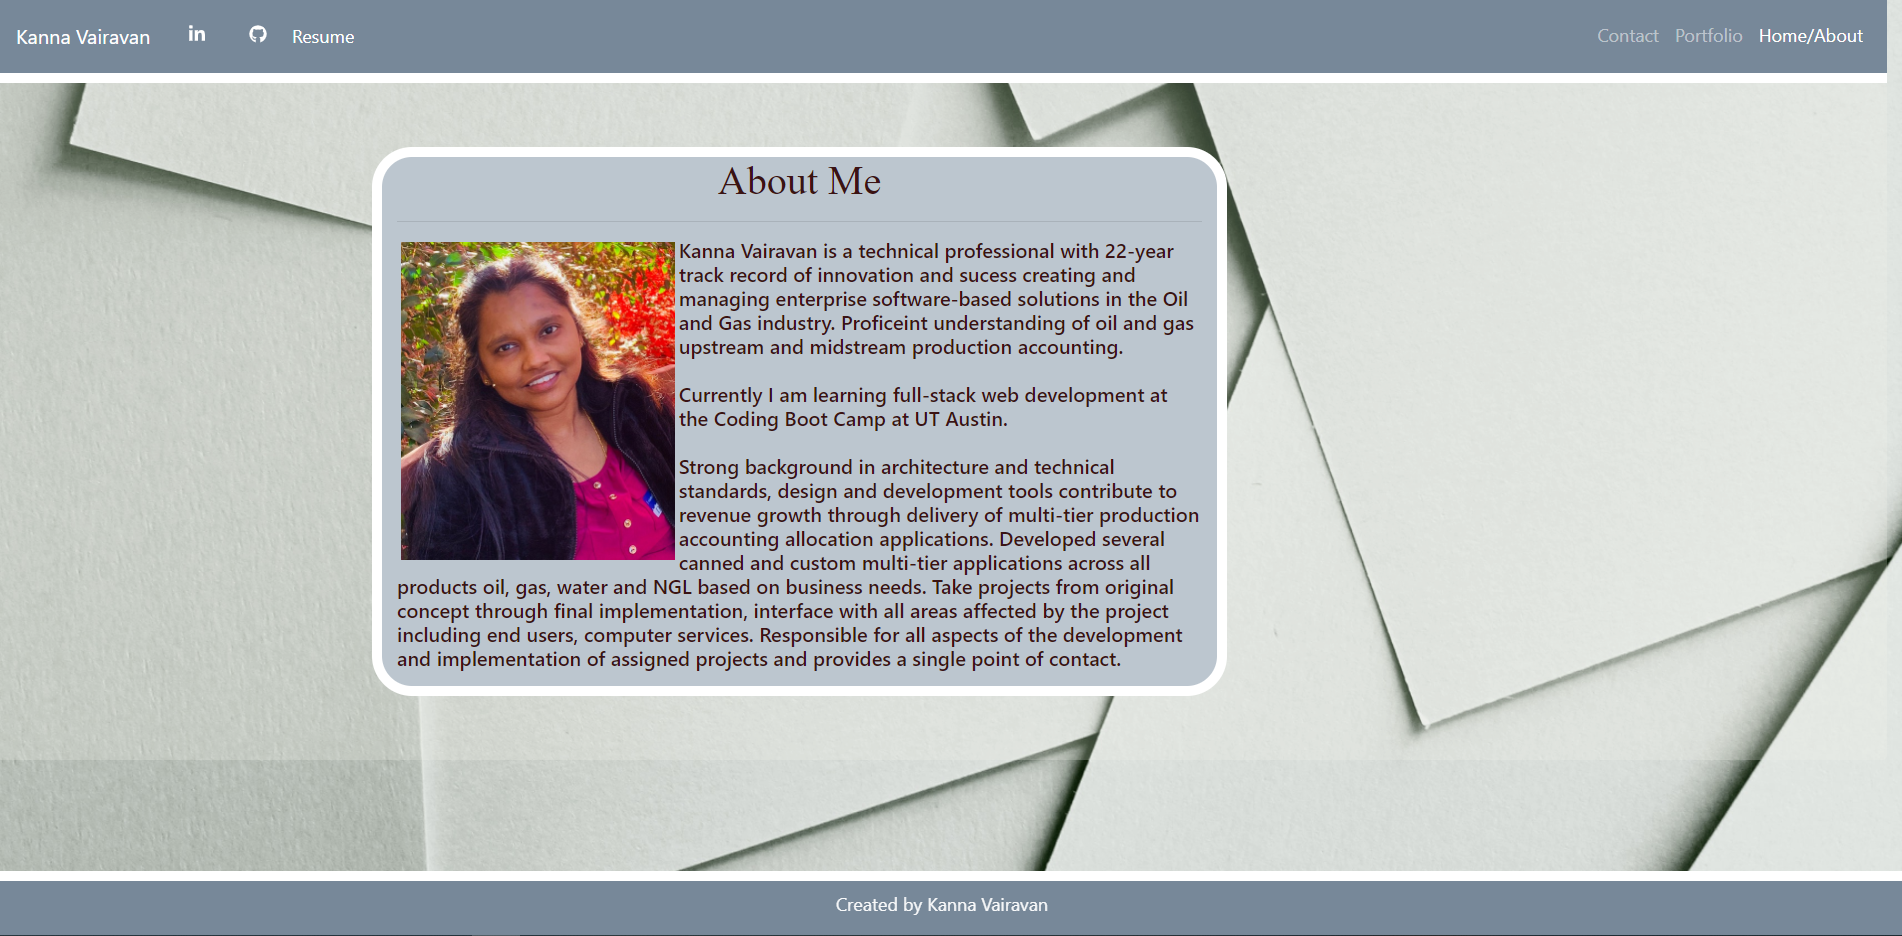 Kanna Vairavan in Resume Contact Portfolio Home/About
About Me
Kanna Vairavan is a technical professional with 22-year
track record of innovation and sucess creating and
managing enterprise software-based solutions in the Oil
and Gas industry. Proficeint understanding of oil and gas
upstream and midstream production accounting.
Currently I am learning full-stack web development at
the Coding Boot Camp at UT Austin.
Strong background in architecture and technical
standards, design and development tools contribute to
revenue growth through delivery of multi-tier production
accounting allocation applications. Developed several
canned and custom multi-tier applications across all
products oil, gas, water and NGL based on business needs. Take projects from original
concept through final implementation, interface with all areas affected by the project
including end users, computer services. Responsible for all aspects of the development
and implementation of assigned projects and provides a single point of contact.
Created by Kanna Vairavan